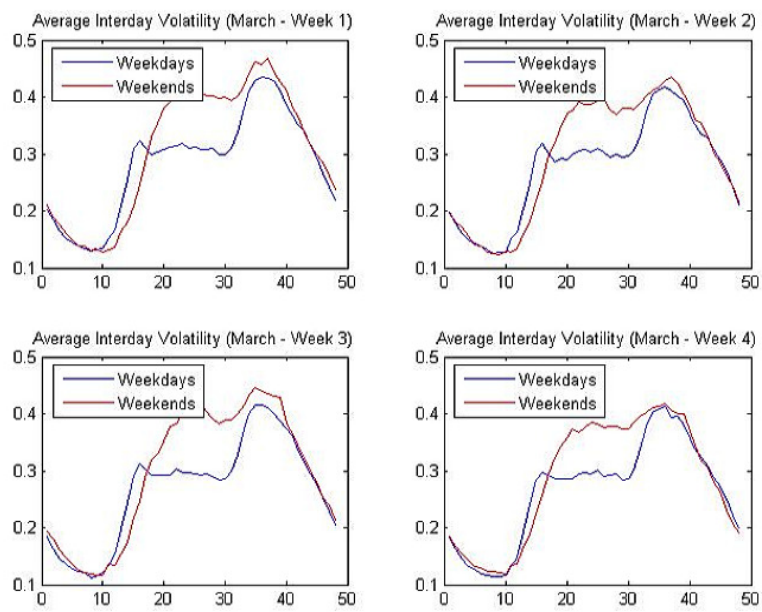 Average Interday Volatility (March - Week 1)
0.5
0.4
0.3
0.2
0.1
0 10 20 30 40 50
Weekdays
Weekends
Average Interday Volatility (March - Week 2)
0.5
0.4
0.3
0.2
0.1
0 10 20 30 40 50
Weekdays
Weekends
Average Interday Volatility (March - Week 3)
0.5
0.4
0.3
0.2
0.1
0 10 20 30 40 50
Weekdays
Weekends
Average Interday Volatility (March - Week 4)
0.5
0.4
0.3
0.2
0.1
0 10 20 30 40 50
Weekdays
Weekends